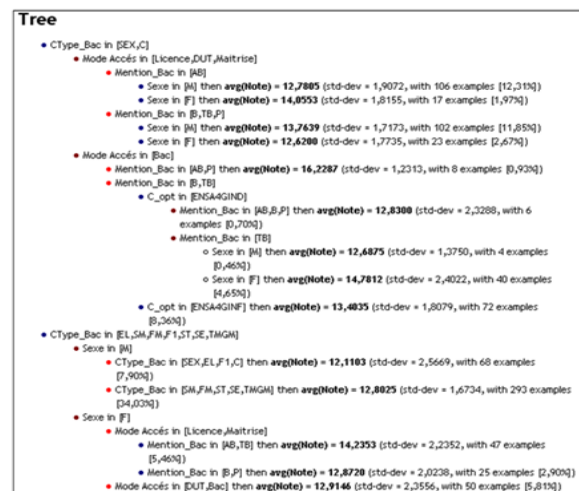 Tree
CType_Bac in [SEX,C]
Mode Accés in [Licence,DUT,Maitrise]
Mention_Bac in [AB]
Sexe in [M] then avg(Note) = 12,7805 (std-dev = 1,9072, with 106 examples [12,31%])
Sexe in [F] then avg(Note) = 14,0553 (std-dev = 1,8155, with 17 examples [1,97%])
Mention_Bac in [B,TB,P]
Sexe in [M] then avg(Note) = 13,7639 (std-dev = 1,7173, with 102 examples [11,85%])
Sexe in [F] then avg(Note) = 12,6200 (std-dev = 1,7735, with 23 examples [2,67%])
Mode Accés in [Bac]
Mention_Bac in [AB,P] then avg(Note) = 16,2287 (std-dev = 1,2313, with 8 examples [0,93%])
Mention_Bac in [B,TB]
C_opt in [ENSA4GIND]
Mention_Bac in [AB,B,P] then avg(Note) = 12,8300 (std-dev = 2,3288, with 6
examples [0,70%])
Mention_Bac in [TB]
Sexe in [M] then avg(Note) = 12,6875 (std-dev = 1,3750, with 4 examples
[0,46%])
Sexe in [F] then avg(Note) = 14,7812 (std-dev = 2,4022, with 40 examples
[4,65%])
C_opt in [ENSA4GINF] then avg(Note) = 13,4035 (std-dev = 1,8079, with 72 examples
[8,36%])
CType_Bac in [EL,SM,FM,F1,ST,SE,TMGM]
Sexe in [M]
CType_Bac in [SEX,EL,F1,C] then avg(Note) = 12,1103 (std-dev = 2,5669, with 68 examples
[7,90%])
CType_Bac in [SM,FM,ST,SE,TMGM] then avg(Note) = 12,8025 (std-dev = 1,6734, with 293 examples
[34,03%])
Sexe in [F]
Mode Accés in [Licence,Maitrise]
Mention_Bac in [AB,TB] then avg(Note) = 14,2353 (std-dev = 2,2352, with 47 examples
[5,46%])
Mention_Bac in [B,P] then avg(Note) = 12,8720 (std-dev = 2,0238, with 25 examples [2,90%])
Mode Accés in [DUT,Bac] then avg(Note) = 12,9146 (std-dev = 2,3556, with 50 examples [5,81%])